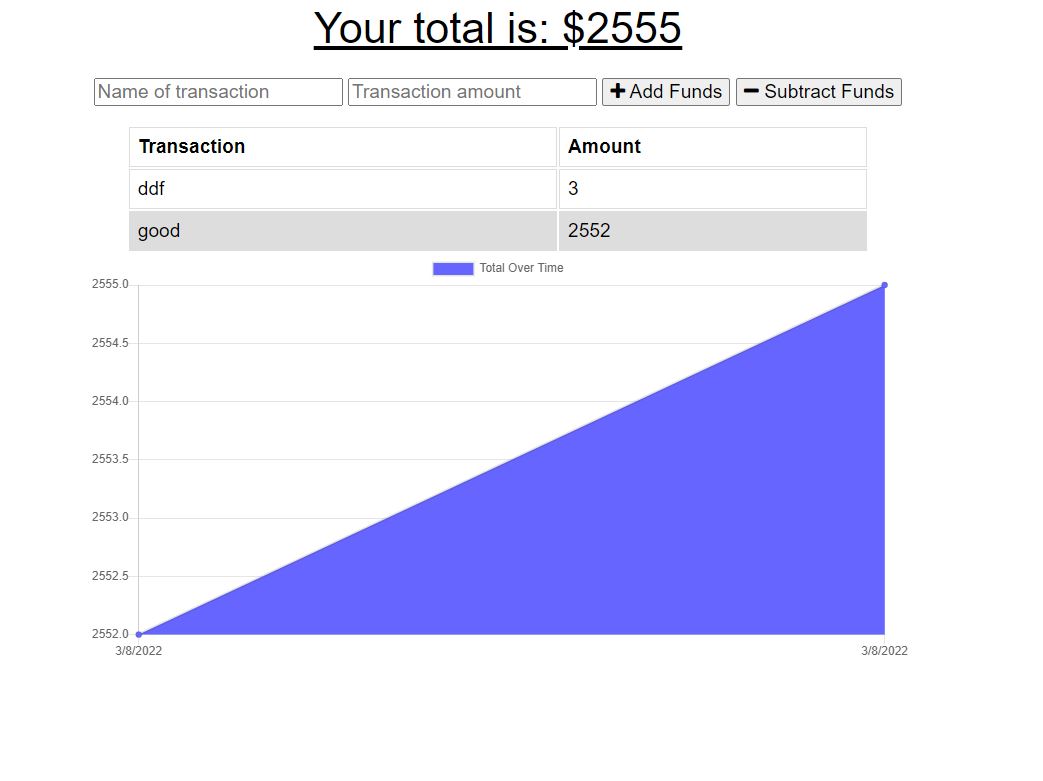 Your total is: $2555
Name of transaction Transaction amount Add Funds Subtract Funds
Transaction Amount
ddf 3
good 2552
Total Over Time
2555.0
2554.5
2554.0
2553.5
2553.0
2552.5
2552.0
3/8/2022 3/8/2022